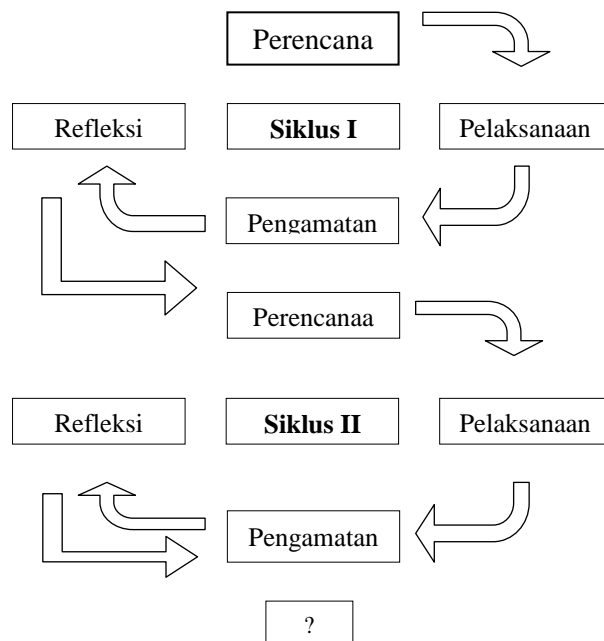 Perencana
Refleksi
Siklus I
Pelaksanaan
Pengamatan
Perencanaa
Refleksi
Siklus II
Pelaksanaan
Pengamatan
?